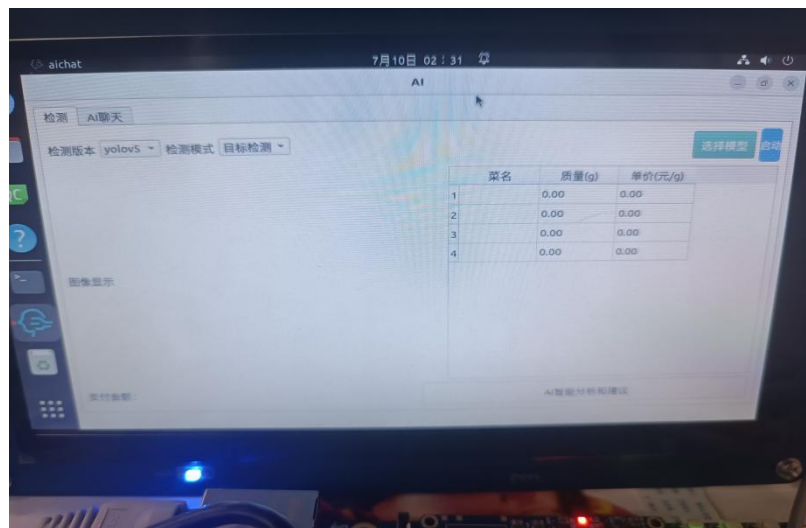 aichat
7月10日 02:31
AI
检测 AI聊天
检测版本 yolov5 检测模式 目标检测 选择模型 启动
菜名 质量(g) 单价(元/g)
1 0.00 0.00
2 0.00 0.00
3 0.00 0.00
4 0.00 0.00
图像显示
支付金额:
AI智能分析和建议